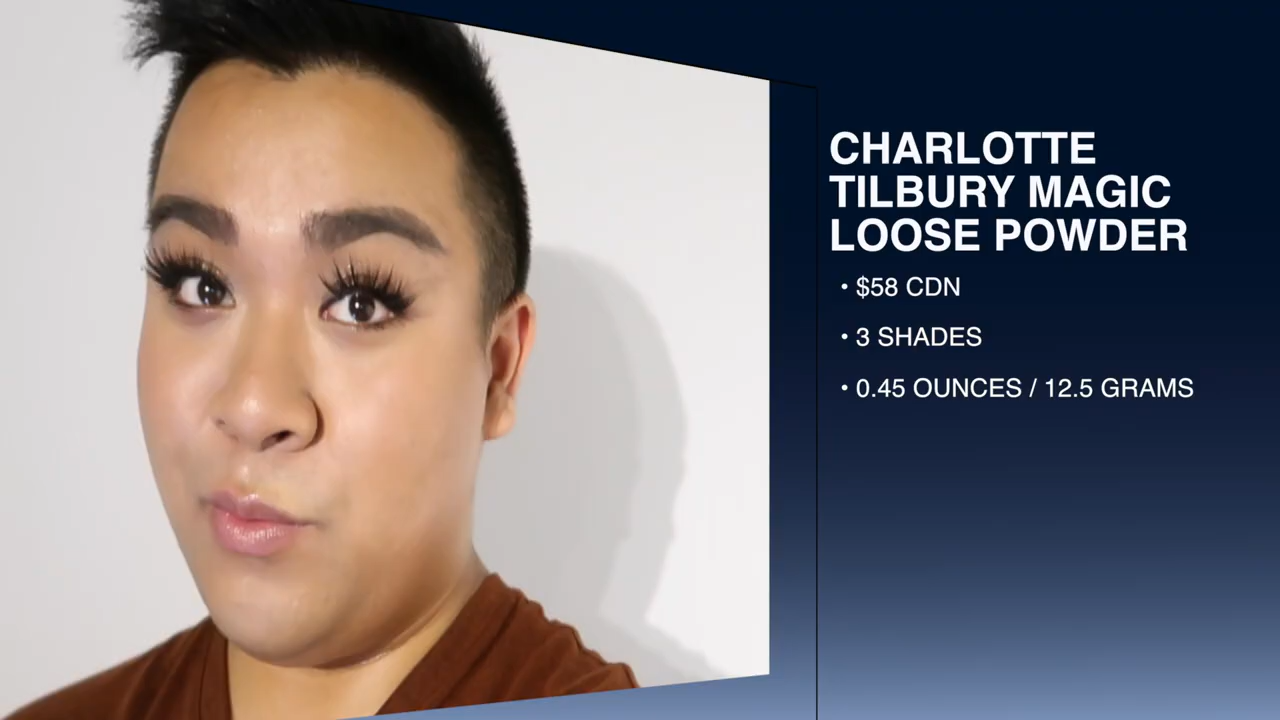 CHARLOTTE
TILBURY MAGIC
LOOSE POWDER
• $58 CDN
• 3 SHADES
• 0.45 OUNCES / 12.5 GRAMS